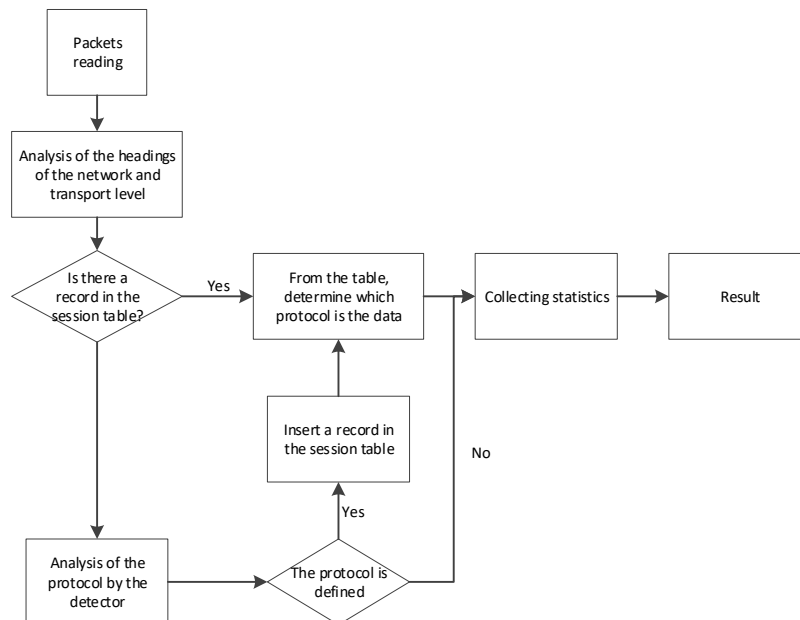 Packets
reading
Analysis of the headings
of the network and
transport level
Is there a
record in the
session table?
Yes
From the table,
determine which
protocol is the data
Collecting statistics
Result
Insert a record in
the session table
No
Yes
Analysis of the
protocol by the
detector
The protocol is
defined